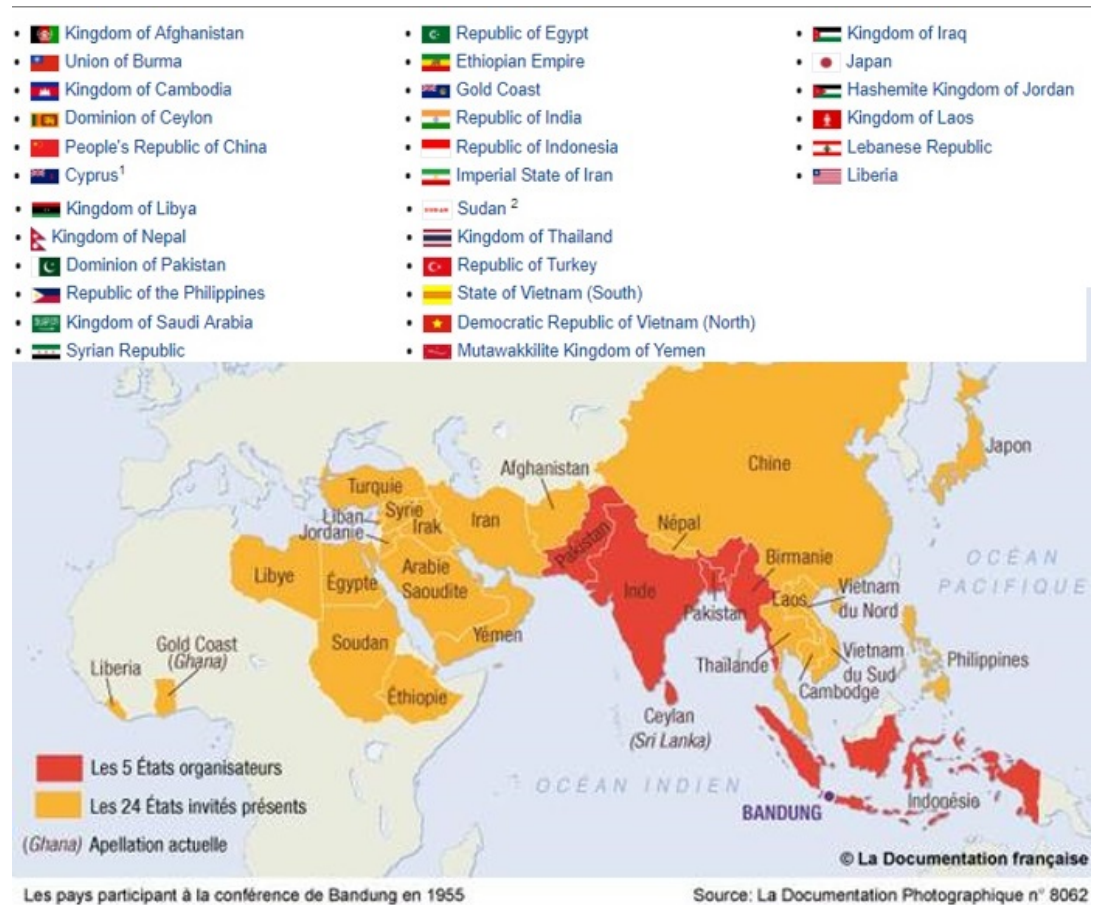 • Kingdom of Afghanistan
• Union of Burma
• Kingdom of Cambodia
• Dominion of Ceylon
• People's Republic of China
• Cyprus1
• Republic of Egypt
• Ethiopian Empire
• Gold Coast
• Republic of India
• Republic of Indonesia
• Imperial State of Iran
• Kingdom of Iraq
• Japan
• Hashemite Kingdom of Jordan
• Kingdom of Laos
• Lebanese Republic
• Liberia
• Kingdom of Libya
• Kingdom of Nepal
• Dominion of Pakistan
• Republic of the Philippines
• Kingdom of Saudi Arabia
• Syrian Republic
• Sudan 2
• Kingdom of Thailand
• Republic of Turkey
• State of Vietnam (South)
• Democratic Republic of Vietnam (North)
• Mutawakkilite Kingdom of Yemen
Japon
Chine
Afghanistan
Turquie
Syrie
Liban
Irak
Jordanie
Iran
Pakistan
Népal
Birmanie
OCÉAN
PACIFIQUE
Libye
Égypte
Arabie
Saoudite
Inde
Pakistan
Laos
Vietnam
du Nord
Yémen
Soudan
Gold Coast
(Ghana)
Liberia
Thaïlande
Vietnam
du Sud
Philippines
Cambodge
Éthiopie
Ceylan
(Sri Lanka)
Les 5 États organisateurs
OCÉAN INDIEN
Les 24 États invités présents
Indonésie
BANDUNG
(Ghana) Apellation actuelle
© La Documentation française
Les pays participant à la conférence de Bandung en 1955
Source: La Documentation Photographique n° 8062